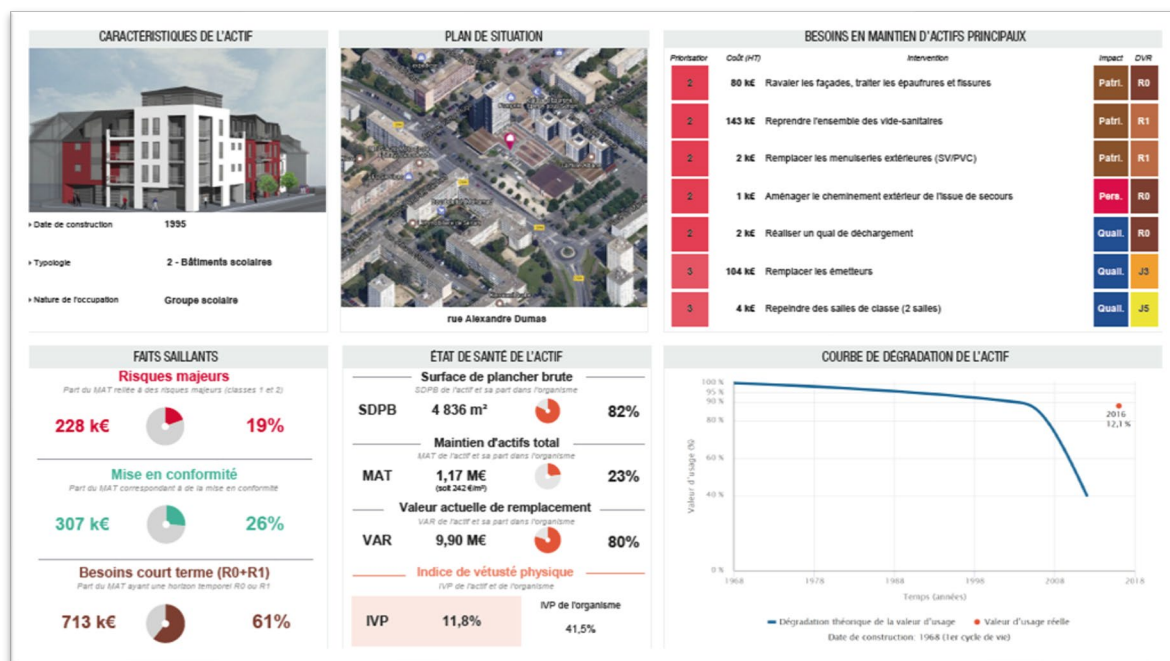 CARACTÉRISTIQUES DE L'ACTIF
Date de construction 1995
Typologie 2 - Bâtiments scolaires
Nature de l'occupation Groupe scolaire
PLAN DE SITUATION
rue Alexandre Dumas
BESOINS EN MAINTIEN D'ACTIFS PRINCIPAUX
Coût (HT) Intervention Impact DVR
2 80 k€ Ravaler les façades, traiter les épaufrures et fissures Patri. R0
2 143 k€ Reprendre l'ensemble des vide-sanitaires Patri. R1
2 2 k€ Remplacer les menuiseries extérieures (SV/PVC) Patri. R1
2 1 k€ Aménager le cheminement extérieur de l'issue de secours Pers. R0
2 2 k€ Réaliser un quai de déchargement Quali. R0
3 104 k€ Remplacer les émetteurs Quali. J3
3 4 k€ Repeindre des salles de classe (2 salles) Quali. J5
FAITS SAILLANTS
Risques majeurs
Part du MAT reliée à des risques majeurs (classes 1 et 2)
228 k€ 19%
Mise en conformité
Part du MAT correspondant à de la mise en conformité
307 k€ 26%
Besoins court terme (R0+R1)
Part du MAT ayant une horizon temporel R0 ou R1
713 k€ 61%
ÉTAT DE SANTÉ DE L'ACTIF
Surface de plancher brute
SDPB de l'actif et sa part dans l'organisme
SDPB 4 836 m² 82%
Maintien d'actifs total
MAT de l'actif et sa part dans l'organisme
MAT 1,17 M€ 23%
(soit 242 €/m²)
Valeur actuelle de remplacement
VAR de l'actif et sa part dans l'organisme
VAR 9,90 M€ 80%
Indice de vétusté physique
IVP de l'actif et de l'organisme
IVP 11,8%
IVP de l'organisme
41,5%
COURBE DE DÉGRADATION DE L'ACTIF
Valeur d'usage (%)
100 %
95 %
90 %
80 %
60 %
40 %
0 %
2016
12,1%
1968 1978 1988 1998 2008 2018
Temps (années)
Dégradation théorique de la valeur d'usage Valeur d'usage réelle
Date de construction: 1968 (1er cycle de vie)